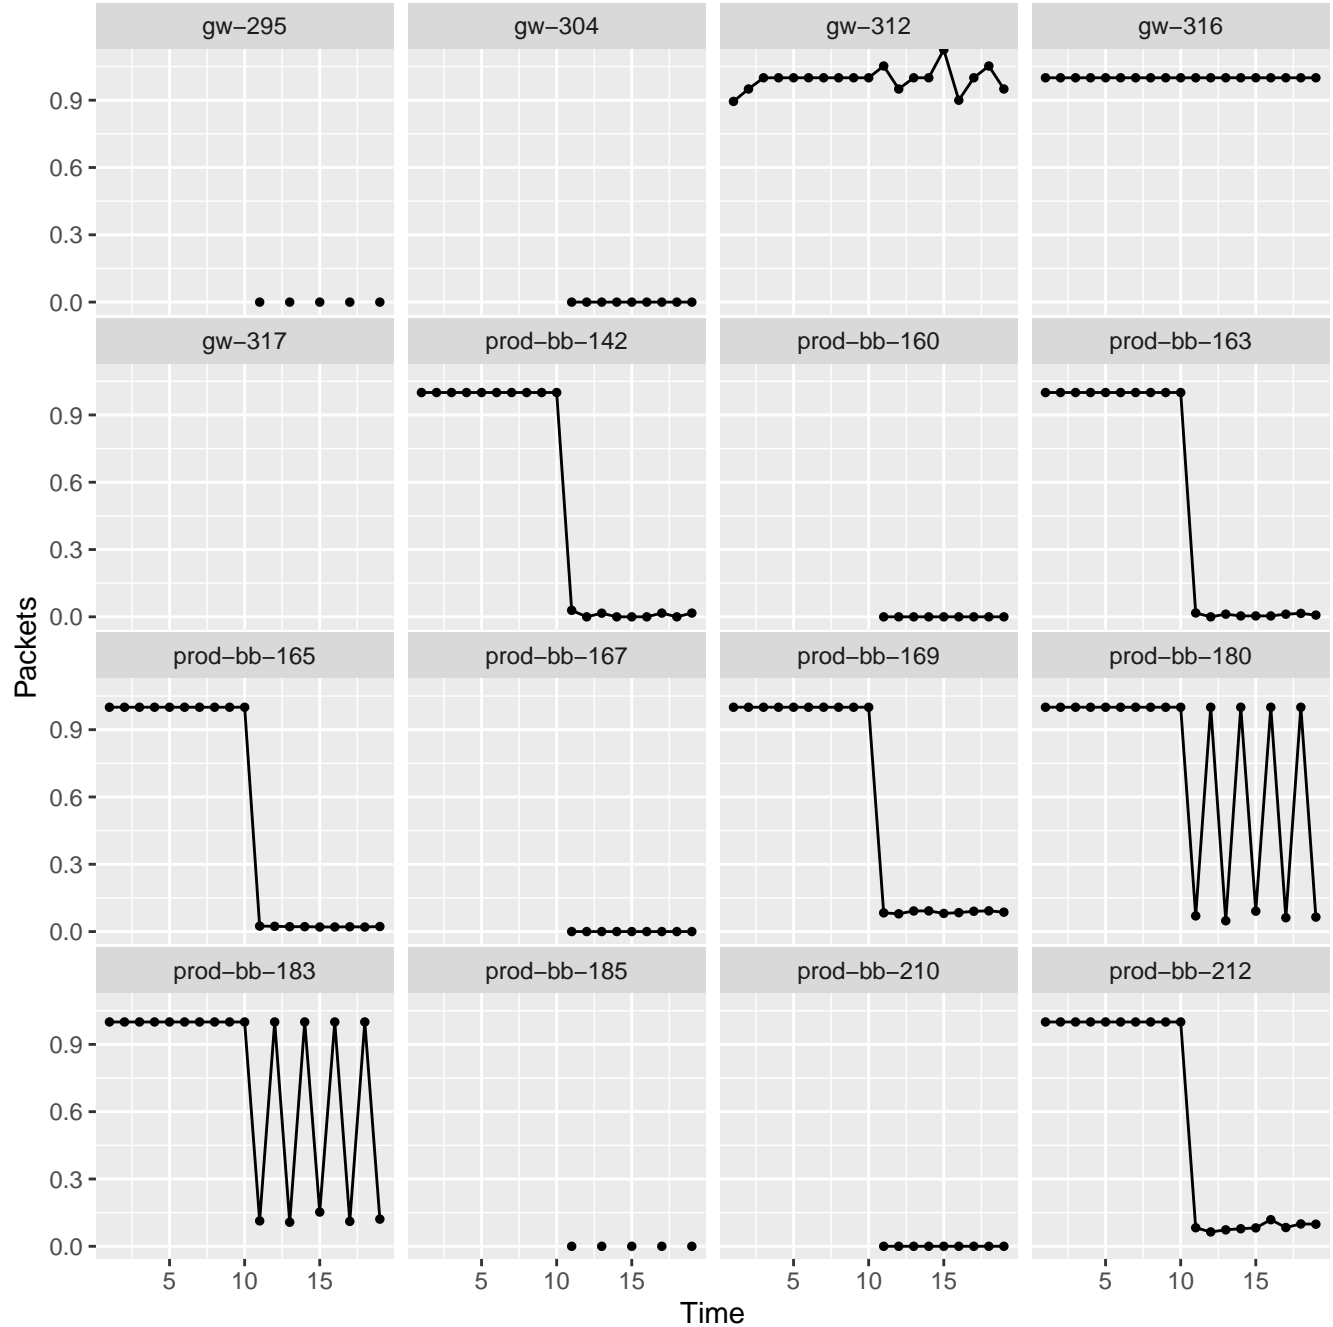 gw−295 gw−304 gw−312 gw−316
0.9
0.6
0.3
0.0
gw−317 prod−bb−142 prod−bb−160 prod−bb−163
0.9
0.6
0.3
0.0
Packets
prod−bb−165 prod−bb−167 prod−bb−169 prod−bb−180
0.9
0.6
0.3
0.0
prod−bb−183 prod−bb−185 prod−bb−210 prod−bb−212
0.9
0.6
0.3
0.0
5 10 15 5 10 15 5 10 15 5 10 15
Time